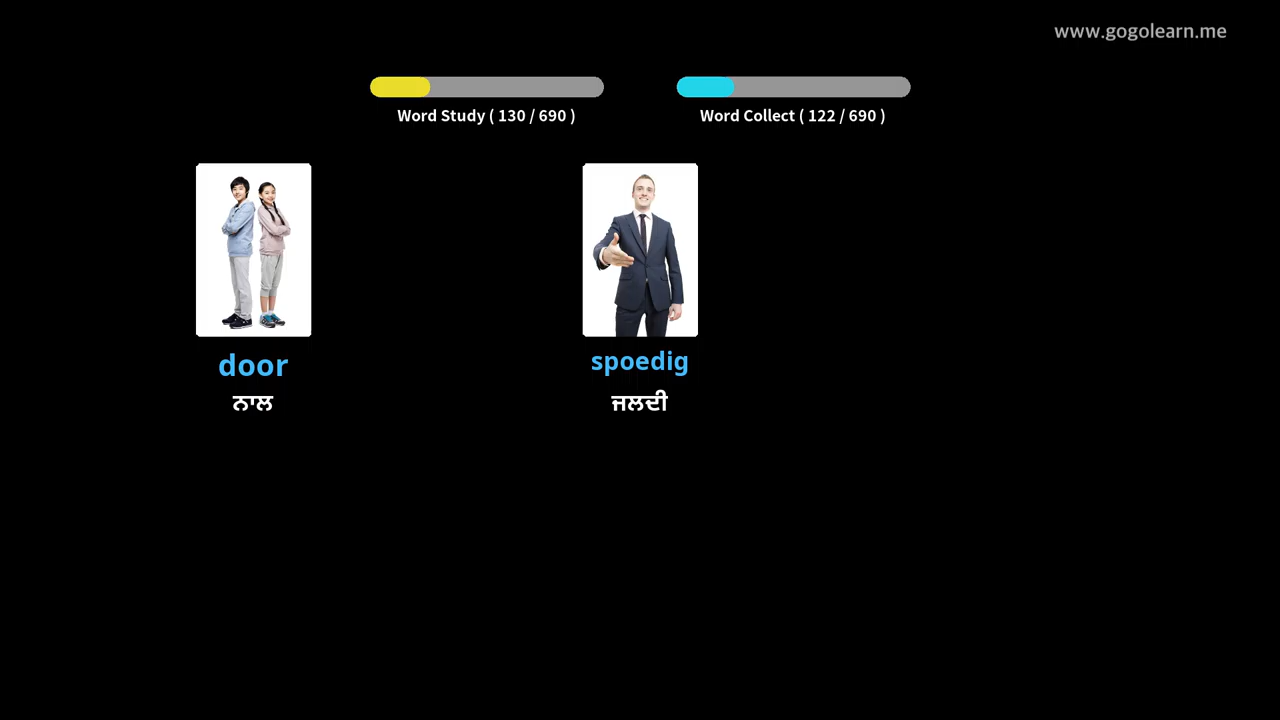 www.gogolearn.me
Word Study ( 130 / 690 )
Word Collect ( 122 / 690 )
door
ਨਾਲ
spoedig
ਜਲਦੀ